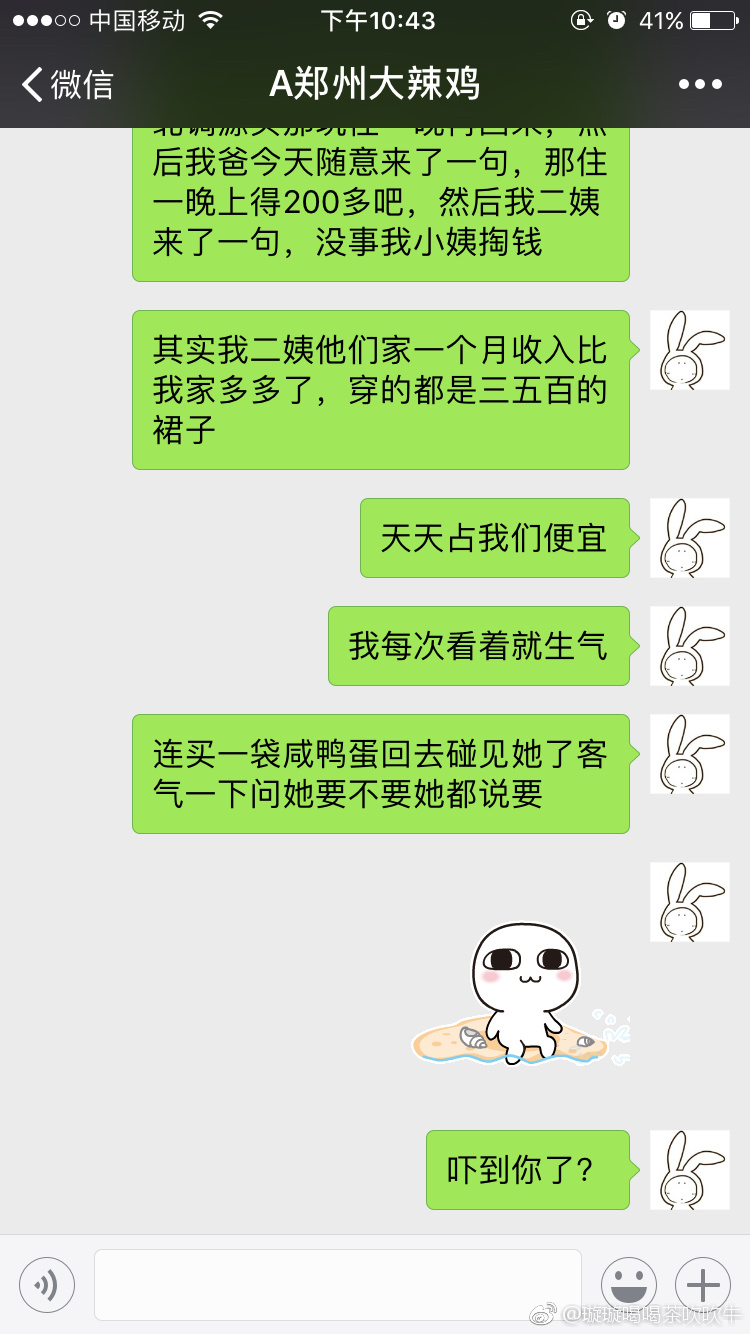 中国移动
下午10:43
41%
微信
A郑州大辣鸡
后我爸今天随意来了一句，那住
一晚上得200多吧，然后我二姨
来了一句，没事我小姨掏钱
其实我二姨他们家一个月收入比
我家多多了，穿的都是三五百的
裙子
天天占我们便宜
我每次看着就生气
连买一袋咸鸭蛋回去碰见她了客
气一下问她要不要她都说要
吓到你了?
@璇璇喝喝茶吹吹牛